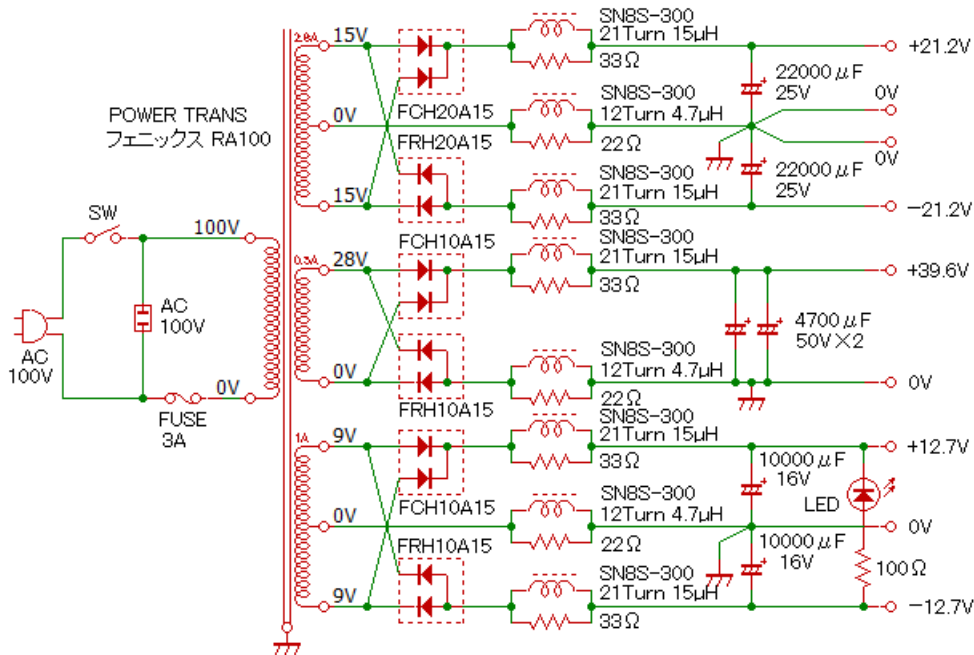 POWER TRANS
フェニックス RA100
SW
100V
AC
100V
AC
100V
FUSE
3A
0V
2.8A
15V
0V
15V
FCH20A15
FRH20A15
SN8S-300
21Turn 15μH
33Ω
SN8S-300
12Turn 4.7μH
22Ω
SN8S-300
21Turn 15μH
33Ω
22000μF
25V
22000μF
25V
+21.2V
0V
0V
−21.2V
0.3A
28V
0V
FCH10A15
FRH10A15
SN8S-300
21Turn 15μH
33Ω
SN8S-300
12Turn 4.7μH
22Ω
4700μF
50V×2
+39.6V
0V
1A
9V
0V
9V
FCH10A15
FRH10A15
SN8S-300
21Turn 15μH
33Ω
SN8S-300
12Turn 4.7μH
22Ω
SN8S-300
21Turn 15μH
33Ω
10000μF
16V
10000μF
16V
LED
100Ω
+12.7V
0V
−12.7V